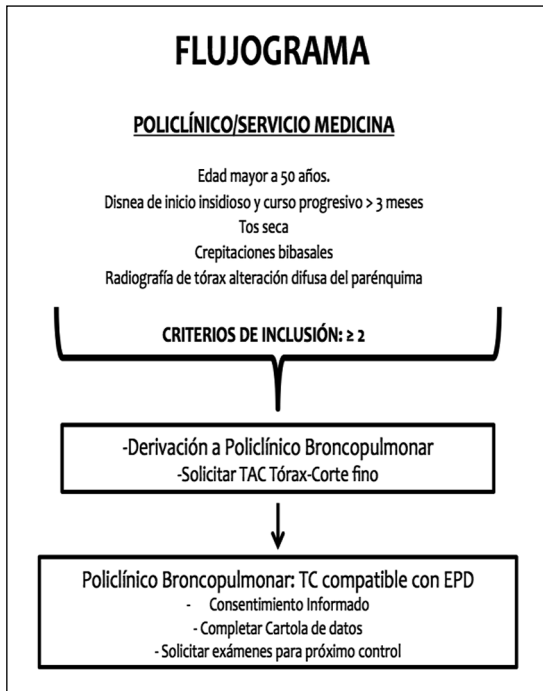 FLUJOGRAMA
POLICLÍNICO/SERVICIO MEDICINA
Edad mayor a 50 años.
Disnea de inicio insidioso y curso progresivo > 3 meses
Tos seca
Crepitaciones bibasales
Radiografía de tórax alteración difusa del parénquima
CRITERIOS DE INCLUSIÓN: ≥ 2
-Derivación a Policlínico Broncopulmonar
-Solicitar TAC Tórax-Corte fino
Policlínico Broncopulmonar: TC compatible con EPD
- Consentimiento Informado
- Completar Cartola de datos
- Solicitar exámenes para próximo control